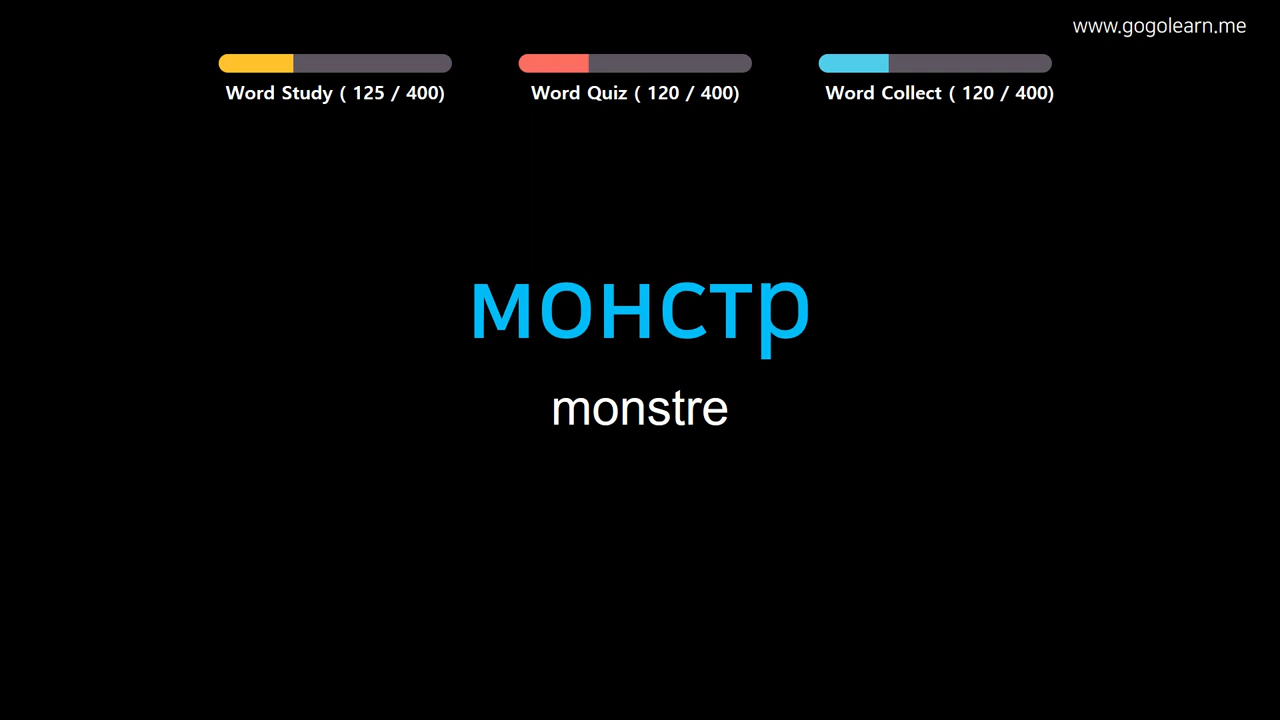 www.gogolearn.me
Word Study ( 125 / 400)
Word Quiz ( 120 / 400)
Word Collect ( 120 / 400)
монстр
monstre